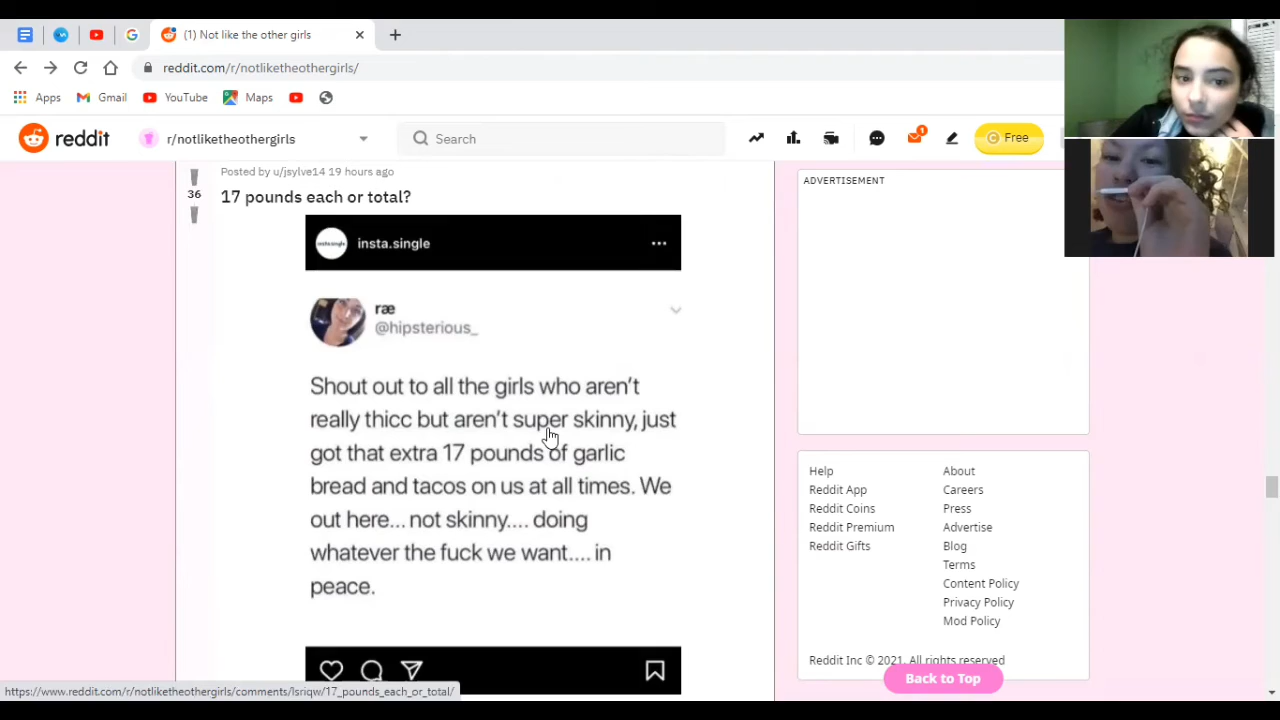 (1) Not like the other girls
reddit.com/r/notliketheothergirls/
Apps
Gmail
YouTube
Maps
reddit
r/notliketheothergirls
Search
1
Free
Posted by u/jsylve14 19 hours ago
36
17 pounds each or total?
insta.single
ræ
@hipsterious_
Shout out to all the girls who aren't
really thicc but aren't super skinny, just
got that extra 17 pounds of garlic
bread and tacos on us at all times. We
out here... not skinny.... doing
whatever the fuck we want.... in
peace.
ADVERTISEMENT
Help
Reddit App
Reddit Coins
Reddit Premium
Reddit Gifts
About
Careers
Press
Advertise
Blog
Terms
Content Policy
Privacy Policy
Mod Policy
Reddit Inc © 2021. All rights reserved
Back to Top
https://www.reddit.com/r/notliketheothergirls/comments/lsriqw/17_pounds_each_or_total/